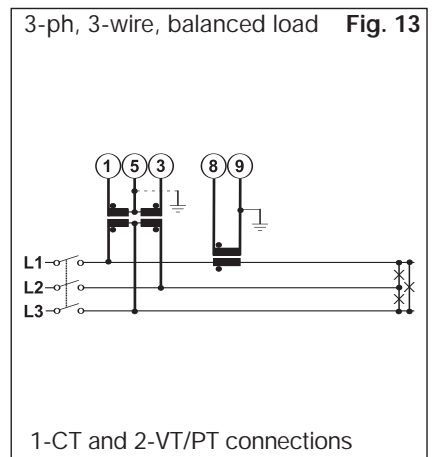 3-ph, 3-wire, balanced load Fig. 13
1 5 3 8 9
L1
L2
L3
1-CT and 2-VT/PT connections